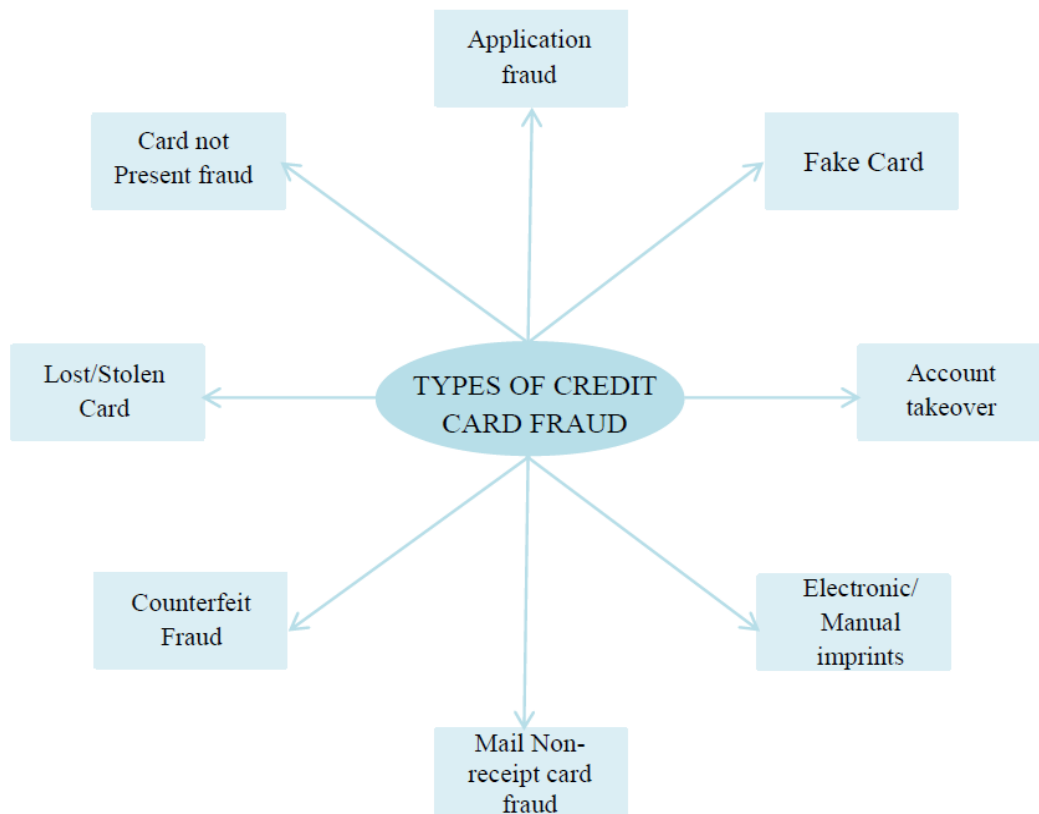 Application
fraud
Card not
Present fraud
Fake Card
Lost/Stolen
Card
TYPES OF CREDIT
CARD FRAUD
Account
takeover
Counterfeit
Fraud
Electronic/
Manual
imprints
Mail Non-
receipt card
fraud